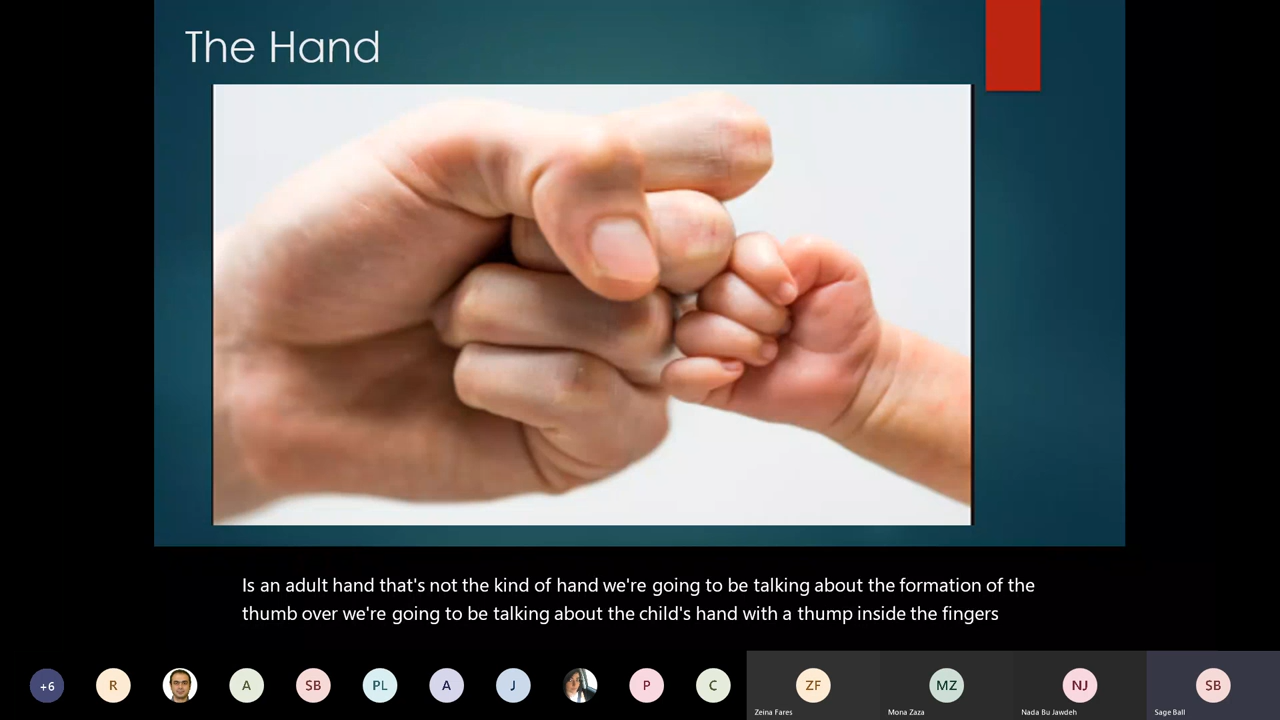 The Hand
Is an adult hand that's not the kind of hand we're going to be talking about the formation of the
thumb over we're going to be talking about the child's hand with a thump inside the fingers
+6
R
A
SB
PL
A
J
P
C
ZF
MZ
NJ
SB
Zeina Fares
Mona Zaza
Nada Bu Jawdeh
Sage Ball